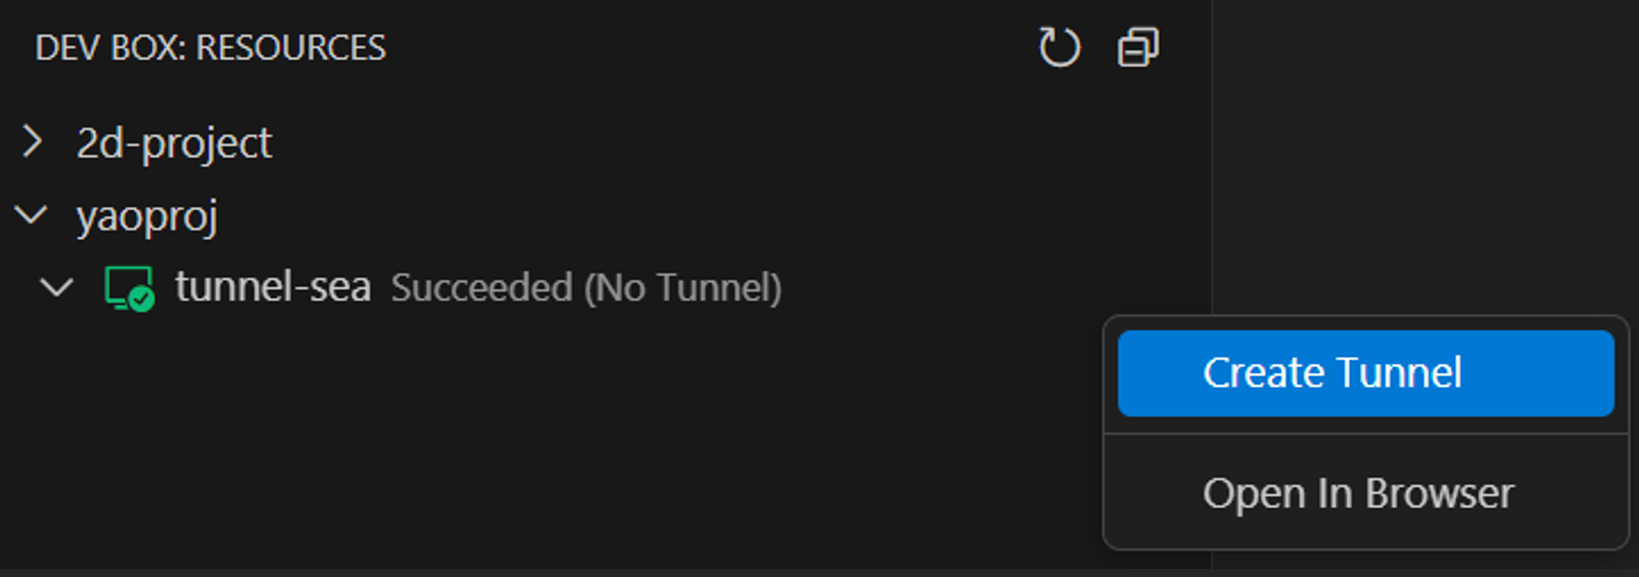 DEV BOX: RESOURCES
2d-project
yaoproj
tunnel-sea Succeeded (No Tunnel)
Create Tunnel
Open In Browser